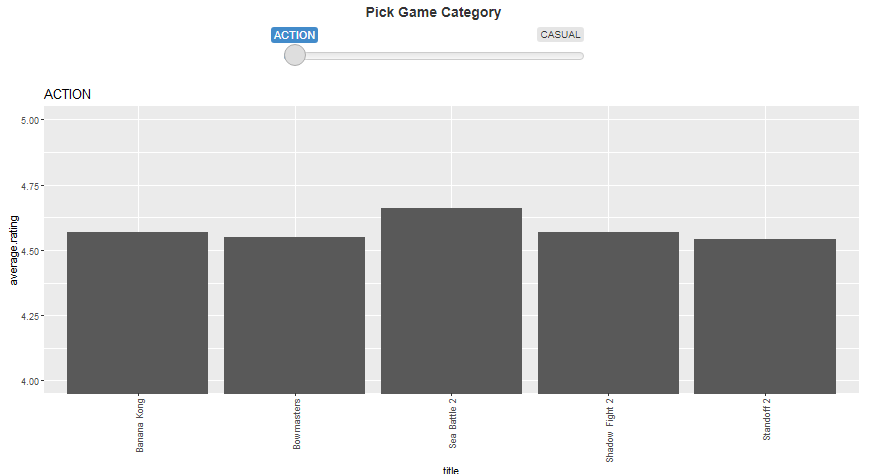 Pick Game Category
ACTION
CASUAL
ACTION
average.rating
5.00
4.75
4.50
4.25
4.00
Banana Kong
Bowmasters
Sea Battle 2
Shadow Fight 2
Standoff 2
title